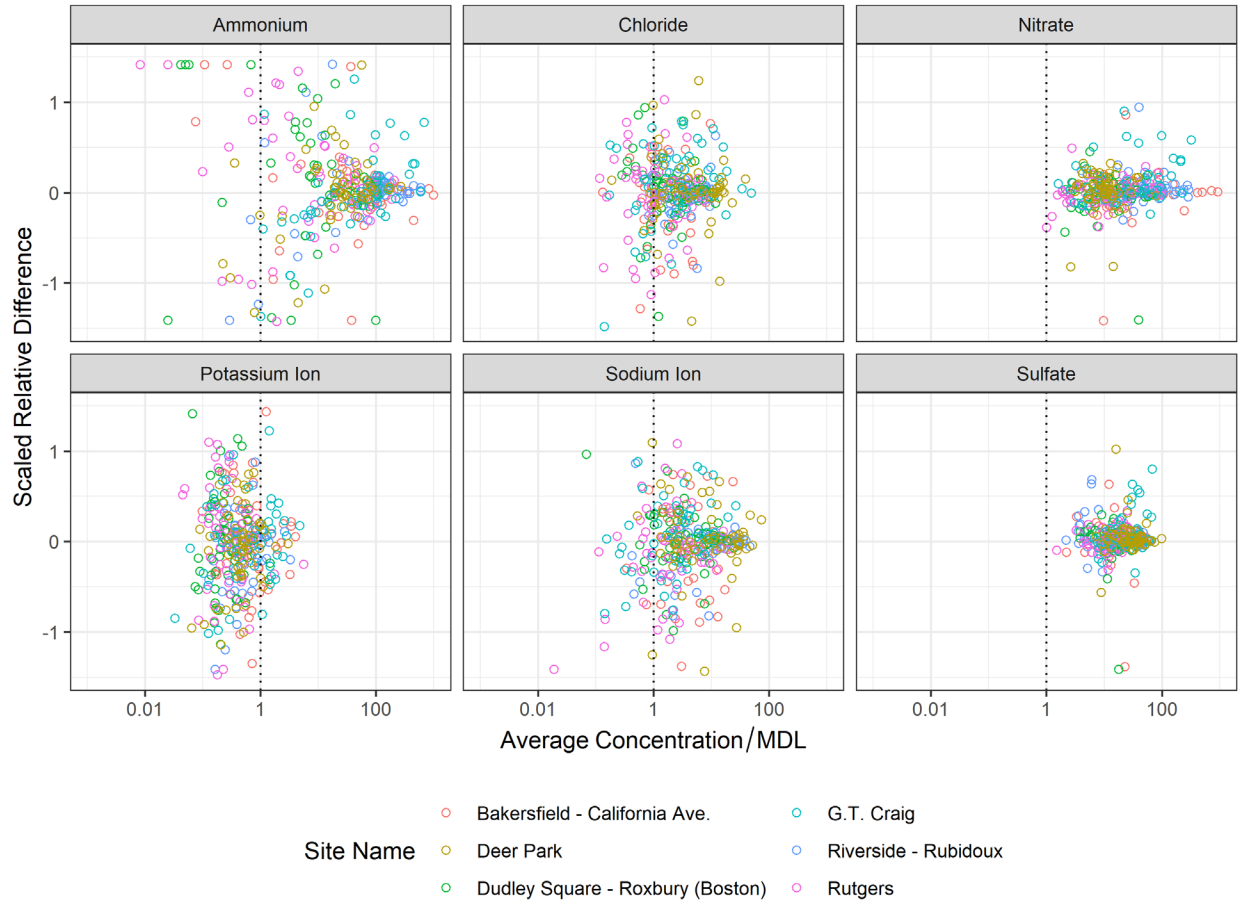 Ammonium Chloride Nitrate
1
0
-1
Potassium Ion Sodium Ion Sulfate
1
0
-1
0.01 1 100 0.01 1 100 0.01 1 100
Scaled Relative Difference
Average Concentration/MDL
Site Name
Bakersfield - California Ave.
Deer Park
Dudley Square - Roxbury (Boston)
G.T. Craig
Riverside - Rubidoux
Rutgers